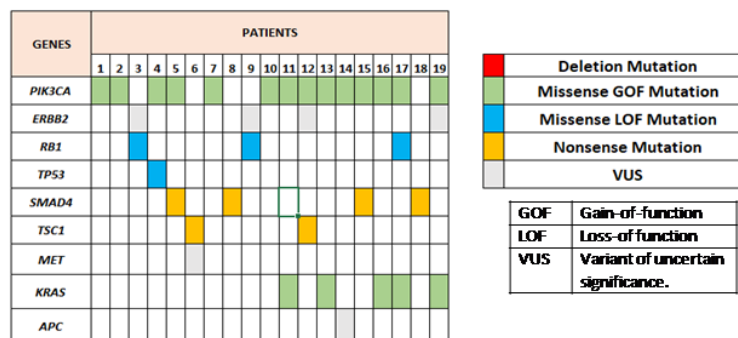 GENES
PATIENTS
1 2 3 4 5 6 7 8 9 10 11 12 13 14 15 16 17 18 19
PIK3CA
ERBB2
RB1
TP53
SMAD4
TSC1
MET
KRAS
APC
Deletion Mutation
Missense GOF Mutation
Missense LOF Mutation
Nonsense Mutation
VUS
GOF Gain-of-function
LOF Loss-of function
VUS Variant of uncertain
significance.